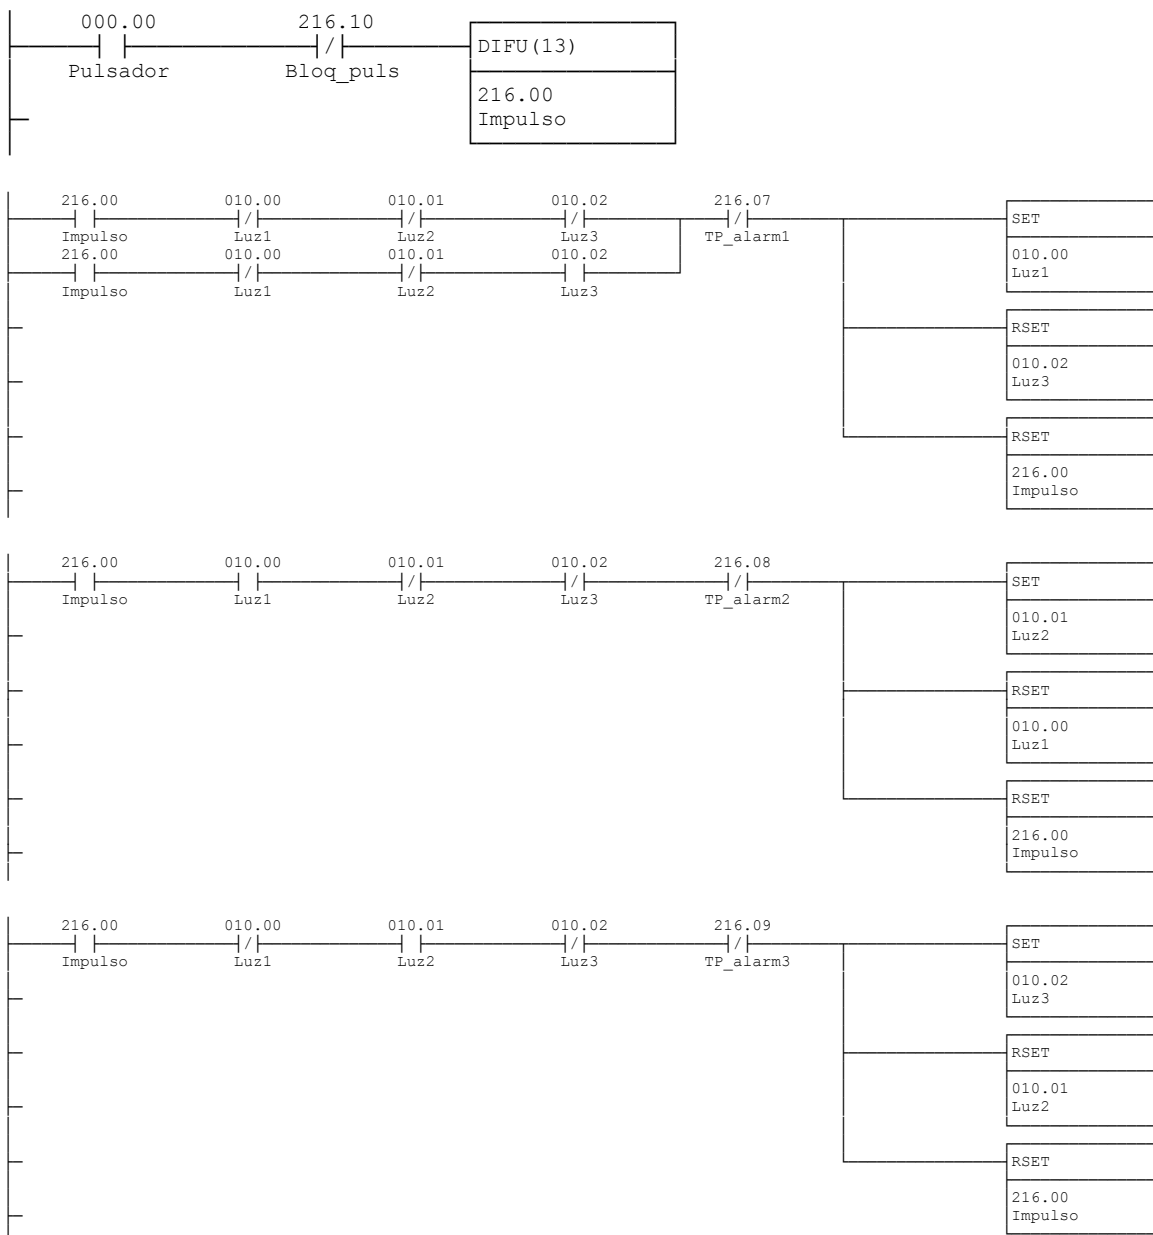 000.00 216.10
DIFU(13)
Pulsador Bloq_puls
216.00
Impulso
216.00 010.00 010.01 010.02 216.07
SET
Impulso Luz1 Luz2 Luz3 TP_alarm1
216.00 010.00 010.01 010.02 010.00
Impulso Luz1 Luz2 Luz3 Luz1
RSET
010.02
Luz3
RSET
216.00
Impulso
216.00 010.00 010.01 010.02 216.08
SET
Impulso Luz1 Luz2 Luz3 TP_alarm2
010.01
Luz2
RSET
010.00
Luz1
RSET
216.00
Impulso
216.00 010.00 010.01 010.02 216.09
SET
Impulso Luz1 Luz2 Luz3 TP_alarm3
010.02
Luz3
RSET
010.01
Luz2
RSET
216.00
Impulso